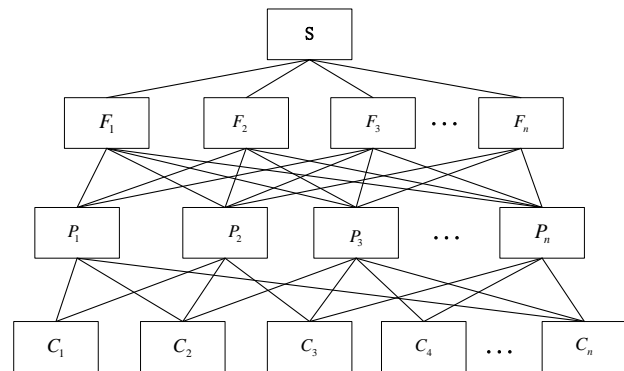 S
F₁ F₂ F₃ ... Fₙ
P₁ P₂ P₃ ... Pₙ
C₁ C₂ C₃ C₄ ... Cₙ